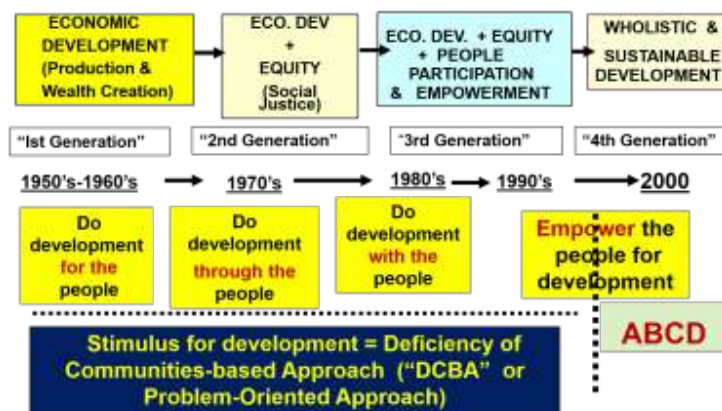 ECONOMIC
DEVELOPMENT
(Production &
Wealth Creation)
ECO. DEV
+
EQUITY
(Social
Justice)
ECO. DEV. + EQUITY
+ PEOPLE
PARTICIPATION
& EMPOWERMENT
WHOLISTIC &
SUSTAINABLE
DEVELOPMENT
"Ist Generation"
"2nd Generation"
"3rd Generation"
"4th Generation"
1950's-1960's
1970's
1980's
1990's
2000
Do
development
for the
people
Do
development
through the
people
Do
development
with the
people
Empower the
people for
development
Stimulus for development = Deficiency of
Communities-based Approach ("DCBA" or
Problem-Oriented Approach)
ABCD